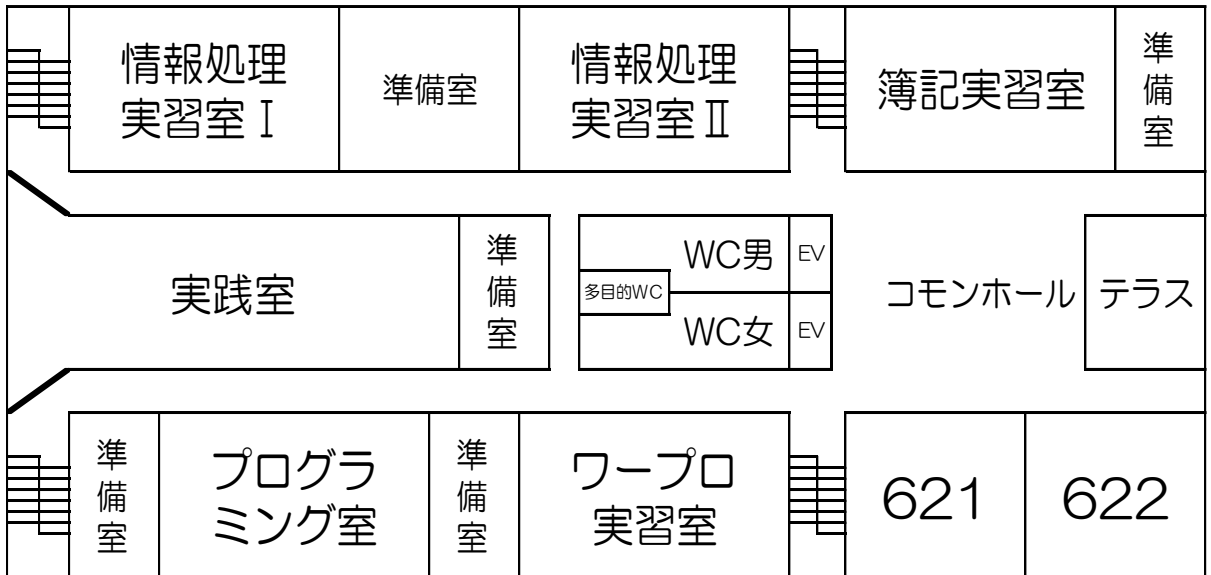 情報処理
実習室Ⅰ
準備室
情報処理
実習室Ⅱ
簿記実習室
準備室
実践室
準備室
WC男
EV
多目的WC
WC女
EV
コモンホール
テラス
準備室
プログラ
ミング室
準備室
ワープロ
実習室
621
622